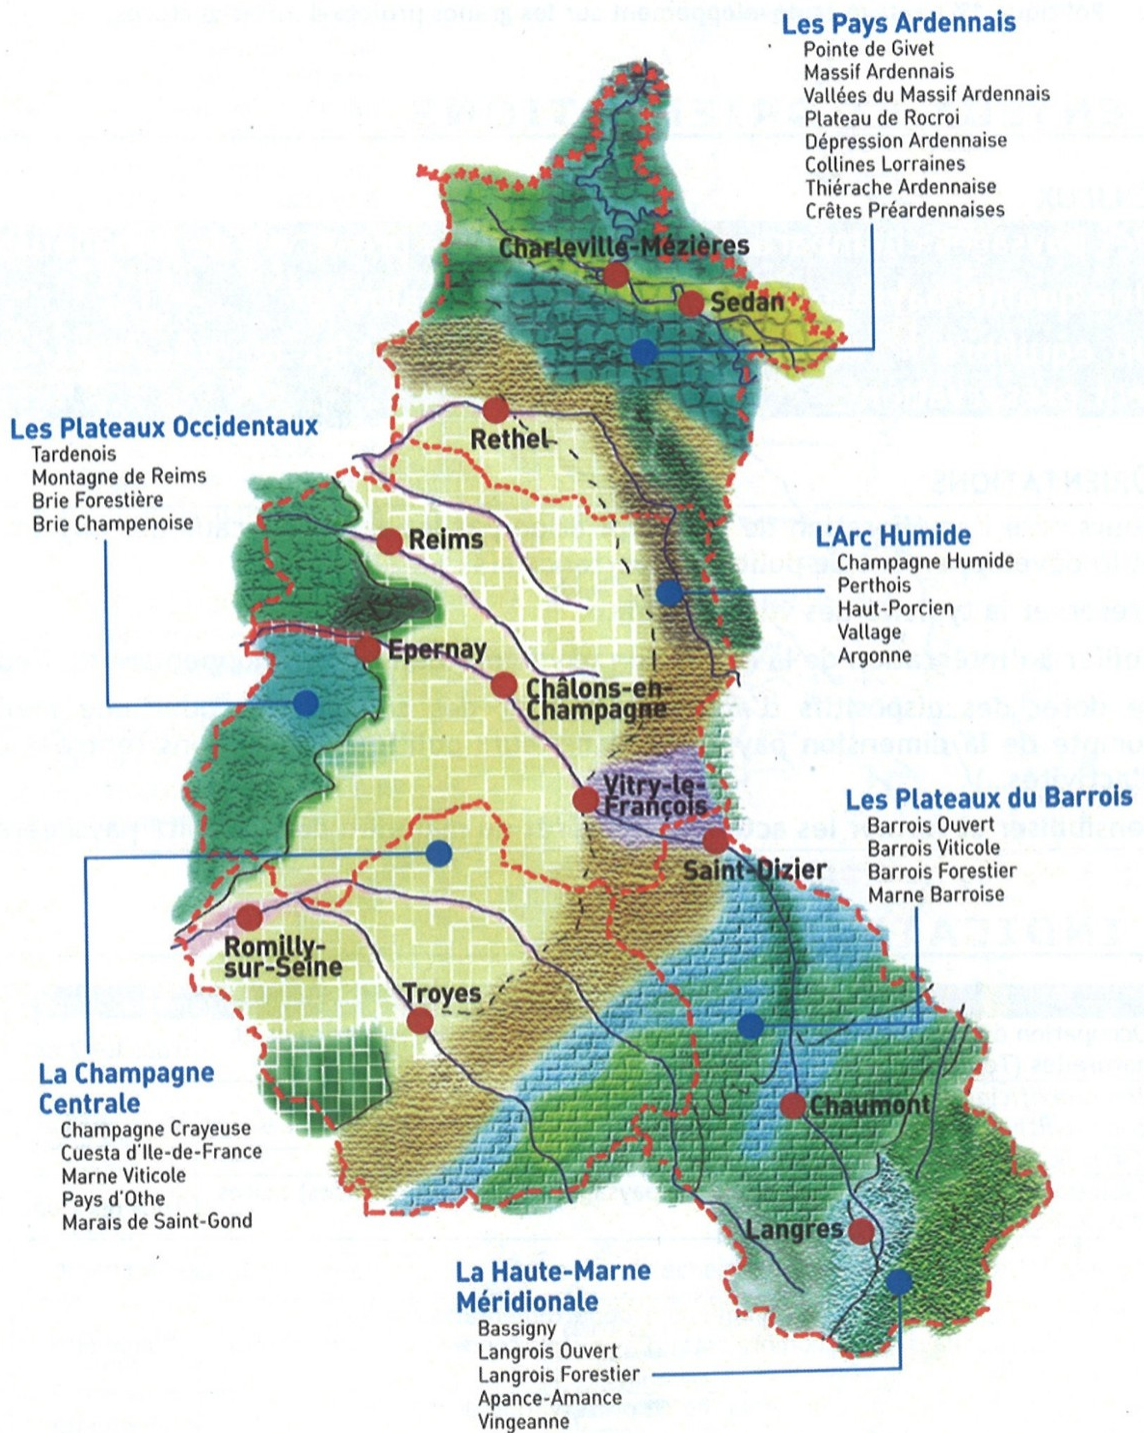 Les Pays Ardennais
Pointe de Givet
Massif Ardennais
Vallées du Massif Ardennais
Plateau de Rocroi
Dépression Ardennaise
Collines Lorraines
Thiérache Ardennaise
Crêtes Préardennaises
Charleville-Mézières
Sedan
Rethel
Les Plateaux Occidentaux
Tardenois
Montagne de Reims
Brie Forestière
Brie Champenoise
Reims
L'Arc Humide
Champagne Humide
Perthois
Haut-Porcien
Vallage
Argonne
Epernay
Châlons-en-
Champagne
Vitry-le-
François
Les Plateaux du Barrois
Barrois Ouvert
Barrois Viticole
Barrois Forestier
Marne Barroise
Saint-Dizier
Romilly-
sur-Seine
Troyes
La Champagne
Centrale
Champagne Crayeuse
Cuesta d'Ile-de-France
Marne Viticole
Pays d'Othe
Marais de Saint-Gond
Chaumont
Langres
La Haute-Marne
Méridionale
Bassigny
Langrois Ouvert
Langrois Forestier
Apance-Amance
Vingeanne